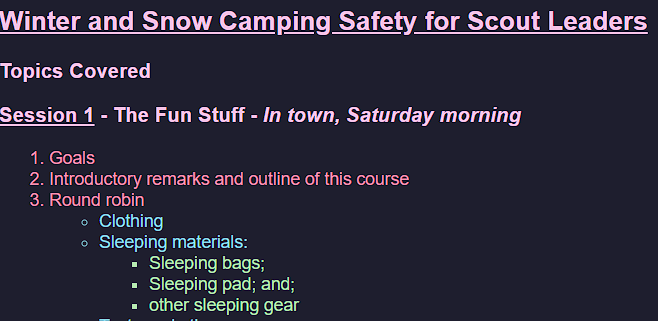 Winter and Snow Camping Safety for Scout Leaders
Topics Covered
Session 1 - The Fun Stuff - In town, Saturday morning
1. Goals
2. Introductory remarks and outline of this course
3. Round robin
Clothing
Sleeping materials:
Sleeping bags;
Sleeping pad; and;
other sleeping gear